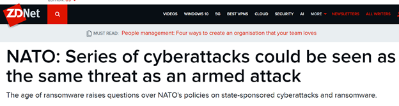 ZDNet
VIDEOS WINDOWS 10 5G BEST VPNS CLOUD SECURITY AI MORE NEWSLETTERS ALL WRITERS
MUST READ: People management: Four ways to create an organisation that your team loves
NATO: Series of cyberattacks could be seen as
the same threat as an armed attack
The age of ransomware raises questions over NATO's policies on state-sponsored cyberattacks and ransomware.